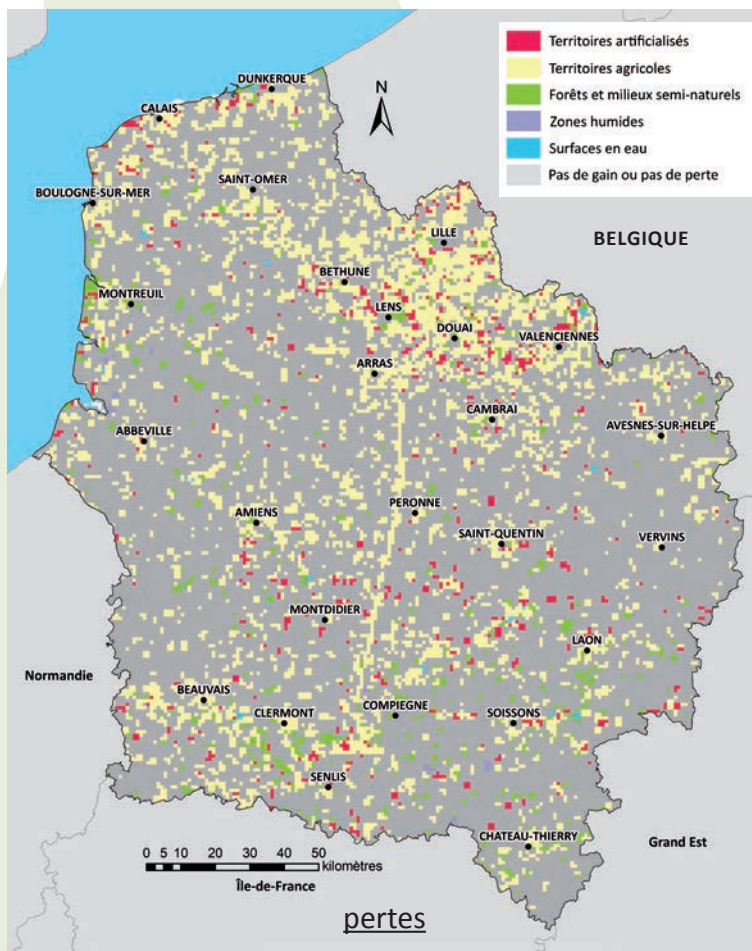 Territoires artificialisés
Territoires agricoles
Forêts et milieux semi-naturels
Zones humides
Surfaces en eau
Pas de gain ou pas de perte
N
DUNKERQUE
CALAIS
SAINT-OMER
BOULOGNE-SUR-MER
LILLE
BELGIQUE
BETHUNE
MONTREUIL
LENS
DOUAI
VALENCIENNES
ARRAS
CAMBRAI
ABBEVILLE
AVESNES-SUR-HELPE
PERONNE
AMIENS
SAINT-QUENTIN
VERVINS
MONTDIDIER
LAON
Normandie
BEAUVAIS
CLERMONT
COMPIEGNE
SOISSONS
SENLIS
CHATEAU-THIERRY
Grand Est
0 5 10 20 30 40 50
kilomètres
Île-de-France
pertes